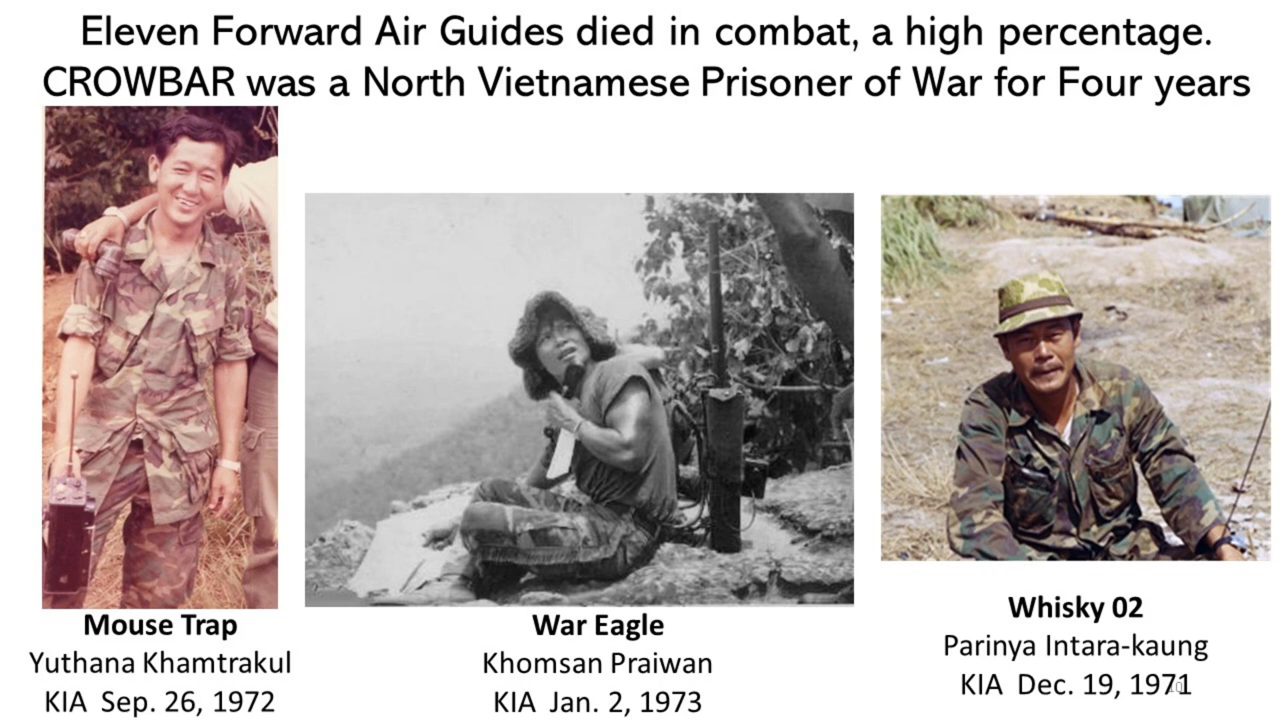 Eleven Forward Air Guides died in combat, a high percentage.
CROWBAR was a North Vietnamese Prisoner of War for Four years
Mouse Trap
Yuthana Khamtrakul
KIA Sep. 26, 1972
War Eagle
Khomsan Praiwan
KIA Jan. 2, 1973
Whisky 02
Parinya Intara-kaung
KIA Dec. 19, 1971